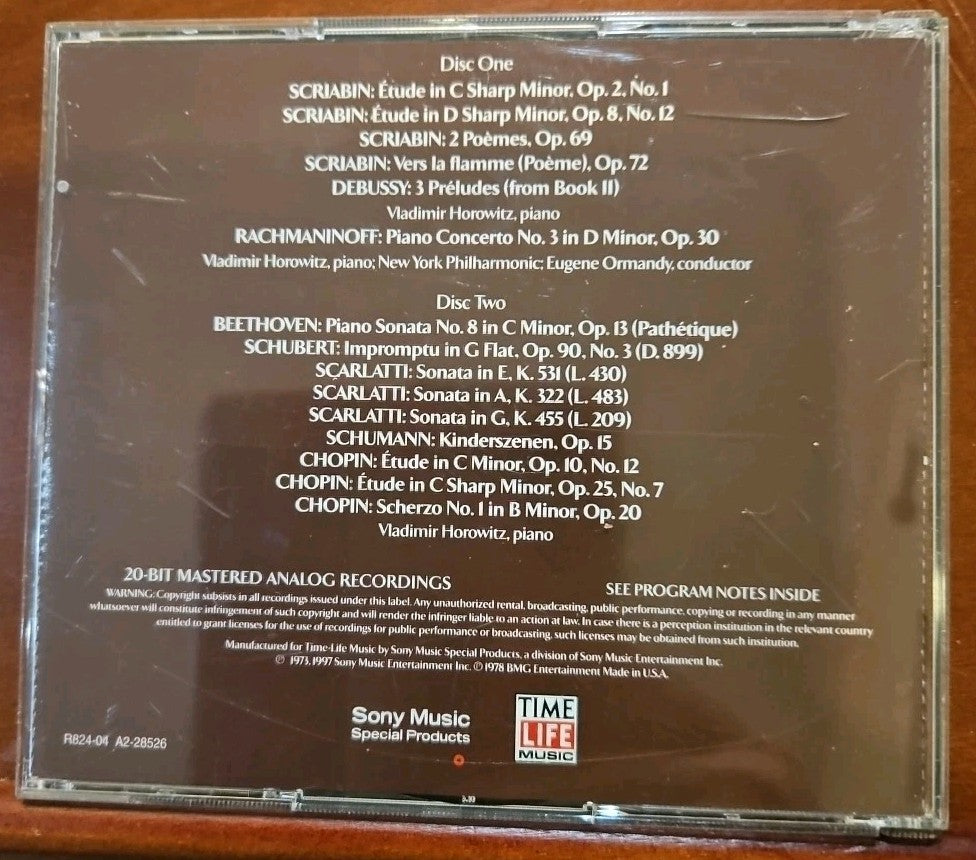 Disc One
SCRIABIN: Étude in C Sharp Minor, Op. 2, No. 1
SCRIABIN: Étude in D Sharp Minor, Op. 8, No. 12
SCRIABIN: 2 Poèmes, Op. 69
SCRIABIN: Vers la flamme (Poème), Op. 72
DEBUSSY: 3 Préludes (from Book II)
Vladimir Horowitz, piano
RACHMANINOFF: Piano Concerto No. 3 in D Minor, Op. 30
Vladimir Horowitz, piano; New York Philharmonic; Eugene Ormandy, conductor
Disc Two
BEETHOVEN: Piano Sonata No. 8 in C Minor, Op. 13 (Pathétique)
SCHUBERT: Impromptu in G Flat, Op. 90, No. 3 (D. 899)
SCARLATTI: Sonata in E, K. 531 (L. 430)
SCARLATTI: Sonata in A, K. 322 (L. 483)
SCARLATTI: Sonata in G, K. 455 (L. 209)
SCHUMANN: Kinderszenen, Op. 15
CHOPIN: Étude in C Minor, Op. 10, No. 12
CHOPIN: Étude in C Sharp Minor, Op. 25, No. 7
CHOPIN: Scherzo No. 1 in B Minor, Op. 20
Vladimir Horowitz, piano
20-BIT MASTERED ANALOG RECORDINGS
SEE PROGRAM NOTES INSIDE
WARNING: Copyright subsists in all recordings issued under this label. Any unauthorized rental, broadcasting, public performance, copying or recording in any manner
whatsoever will constitute infringement of such copyright and will render the infringer liable to an action at law. In case there is a perception institution in the relevant country
entitled to grant licenses for the use of recordings for public performance or broadcasting, such licenses may be obtained from such institution.
Manufactured for Time-Life Music by Sony Music Special Products, a division of Sony Music Entertainment Inc.
℗ 1973, 1997 Sony Music Entertainment Inc. ℗ 1978 BMG Entertainment Made in U.S.A.
Sony Music
Special Products
TIME
LIFE
MUSIC
R824-04 A2-28526